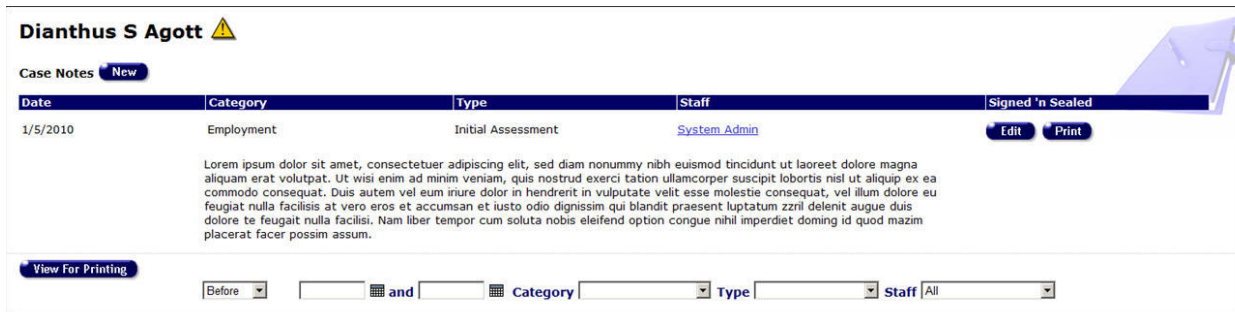 Dianthus S Agott
Case Notes New
Date Category Type Staff Signed 'n Sealed
1/5/2010 Employment Initial Assessment System Admin Edit Print
Lorem ipsum dolor sit amet, consectetuer adipiscing elit, sed diam nonummy nibh euismod tincidunt ut laoreet dolore magna
aliquam erat volutpat. Ut wisi enim ad minim veniam, quis nostrud exerci tation ullamcorper suscipit lobortis nisl ut aliquip ex ea
commodo consequat. Duis autem vel eum iriure dolor in hendrerit in vulputate velit esse molestie consequat, vel illum dolore eu
feugiat nulla facilisis at vero eros et accumsan et iusto odio dignissim qui blandit praesent luptatum zzril delenit augue duis
dolore te feugait nulla facilisi. Nam liber tempor cum soluta nobis eleifend option congue nihil imperdiet doming id quod mazim
placerat facer possim assum.
View For Printing
Before and Category Type Staff All